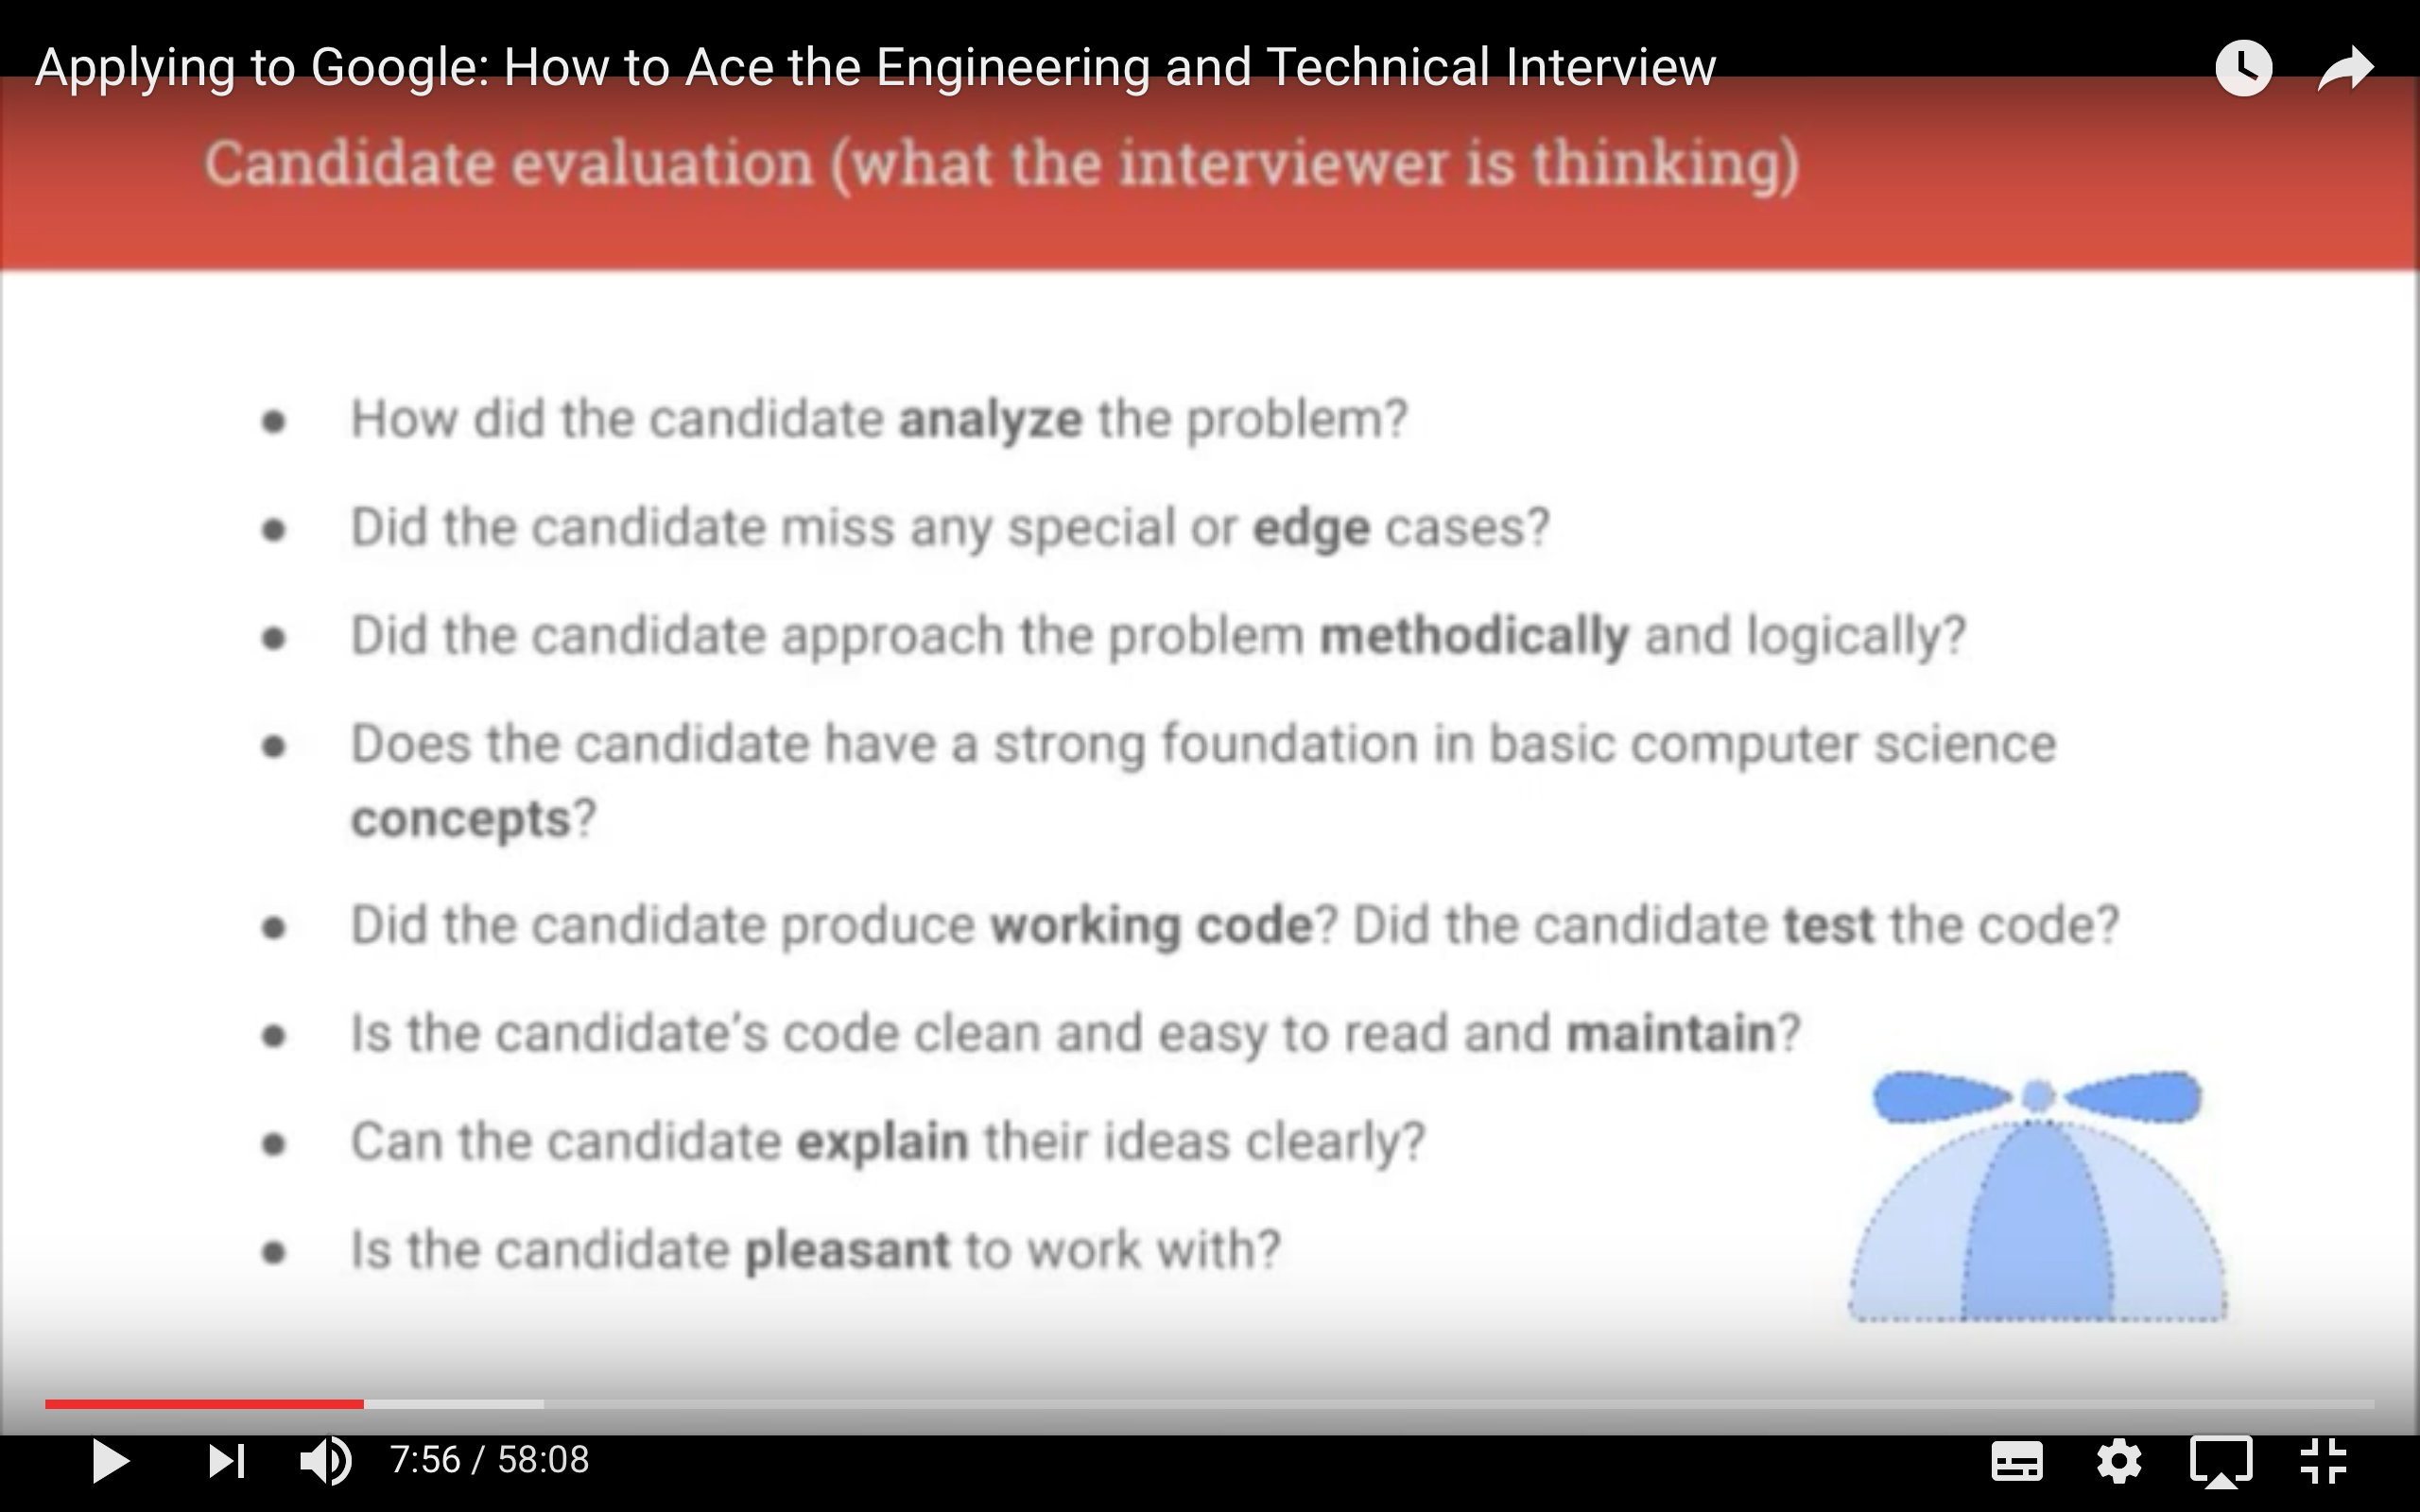 Applying to Google: How to Ace the Engineering and Technical Interview
Candidate evaluation (what the interviewer is thinking)
● How did the candidate analyze the problem?
● Did the candidate miss any special or edge cases?
● Did the candidate approach the problem methodically and logically?
● Does the candidate have a strong foundation in basic computer science
concepts?
● Did the candidate produce working code? Did the candidate test the code?
● Is the candidate's code clean and easy to read and maintain?
● Can the candidate explain their ideas clearly?
● Is the candidate pleasant to work with?
7:56 / 58:08